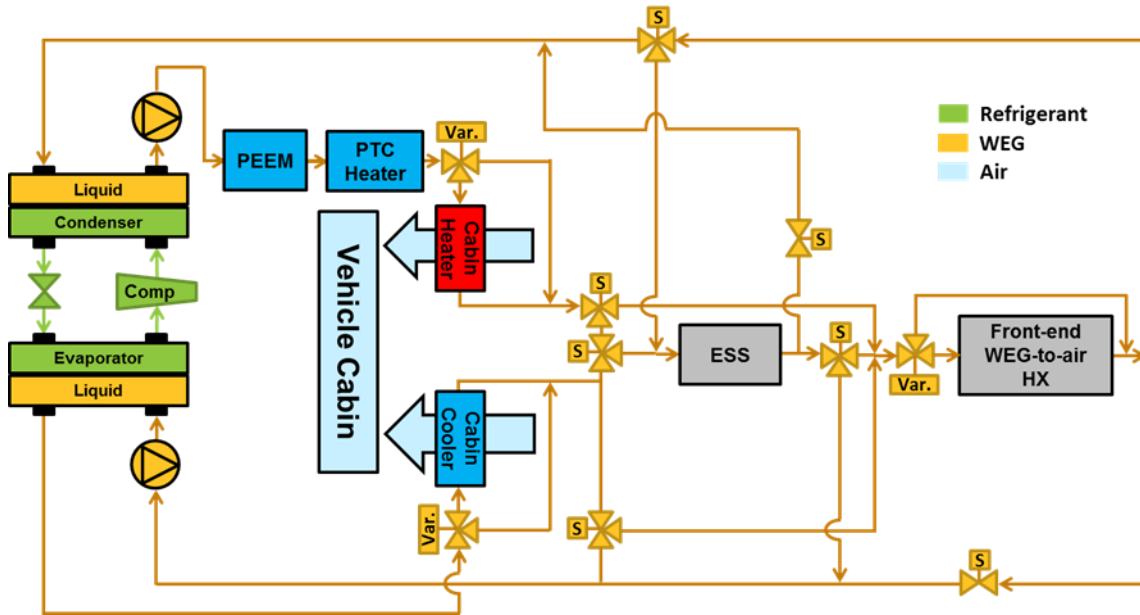 S
Var.
PEEM
PTC
Heater
Refrigerant
WEG
Air
Liquid
Condenser
Cabin
Heater
Vehicle Cabin
S
Comp
S
S
S
Evaporator
Liquid
ESS
Var.
Front-end
WEG-to-air
HX
Cabin
Cooler
Var.
S
S